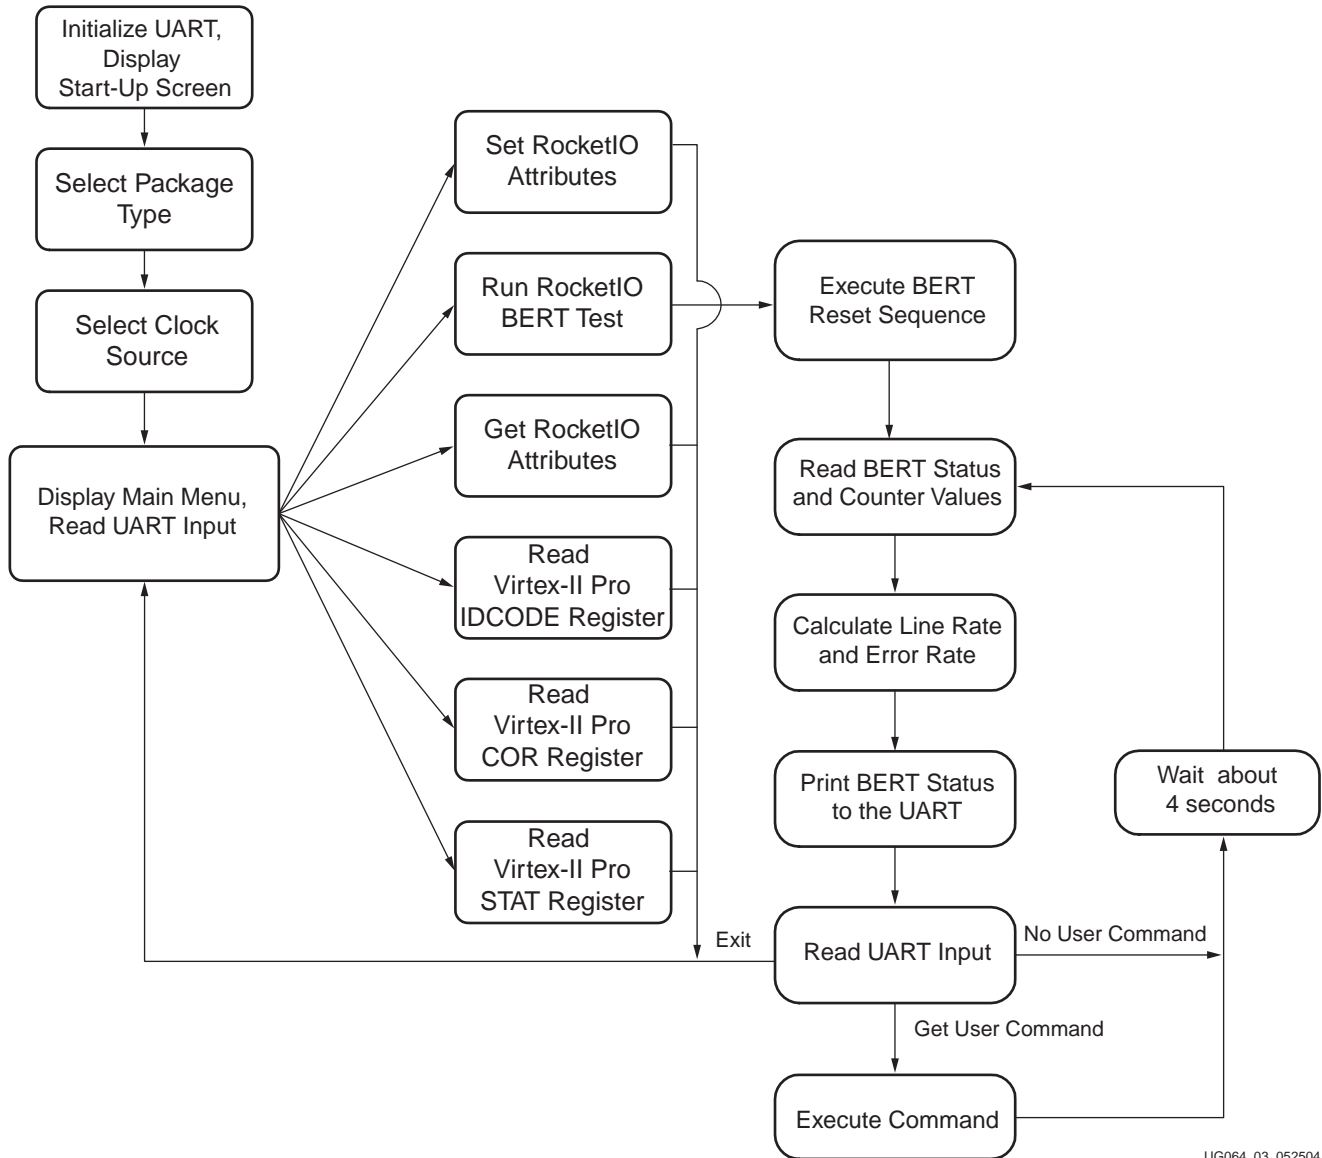 Initialize UART,
Display
Start-Up Screen
Select Package
Type
Select Clock
Source
Display Main Menu,
Read UART Input
Set RocketIO
Attributes
Run RocketIO
BERT Test
Get RocketIO
Attributes
Read
Virtex-II Pro
IDCODE Register
Read
Virtex-II Pro
COR Register
Read
Virtex-II Pro
STAT Register
Execute BERT
Reset Sequence
Read BERT Status
and Counter Values
Calculate Line Rate
and Error Rate
Print BERT Status
to the UART
Wait about
4 seconds
Exit
Read UART Input
No User Command
Get User Command
Execute Command
UG064_03_052504